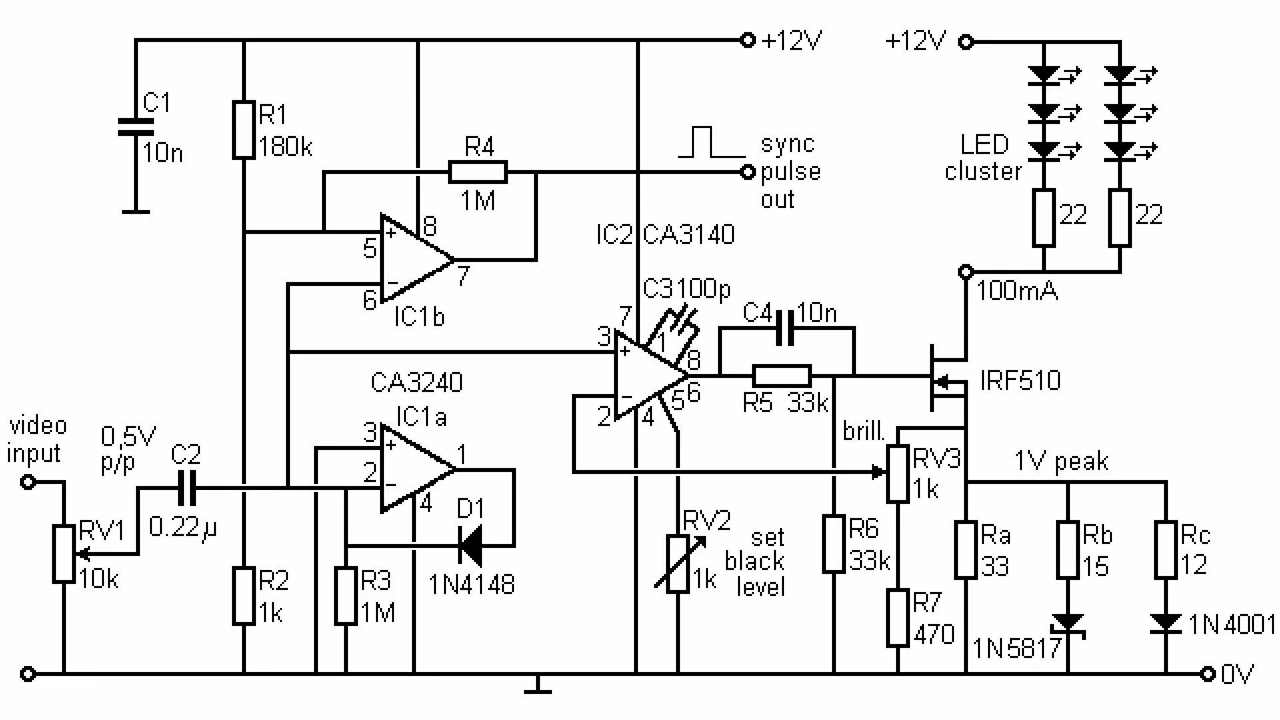 +12V
+12V
C1
10n
R1
180k
R4
1M
sync
pulse
out
LED
cluster
22
22
5
+
8
6
−
7
IC1b
IC2 CA3140
100mA
C3 100p
7
1
3
+
8
2
−
4
5
6
C4 10n
R5 33k
IRF510
CA3240
IC1a
3
+
2
−
1
4
video
input
0,5V
p/p
C2
0.22µ
RV1
10k
D1
1N4148
R2
1k
R3
1M
RV2
1k
set
black
level
brill.
RV3
1k
1V peak
R6
33k
R7
470
Ra
33
Rb
15
Rc
12
1N5817
1N4001
0V